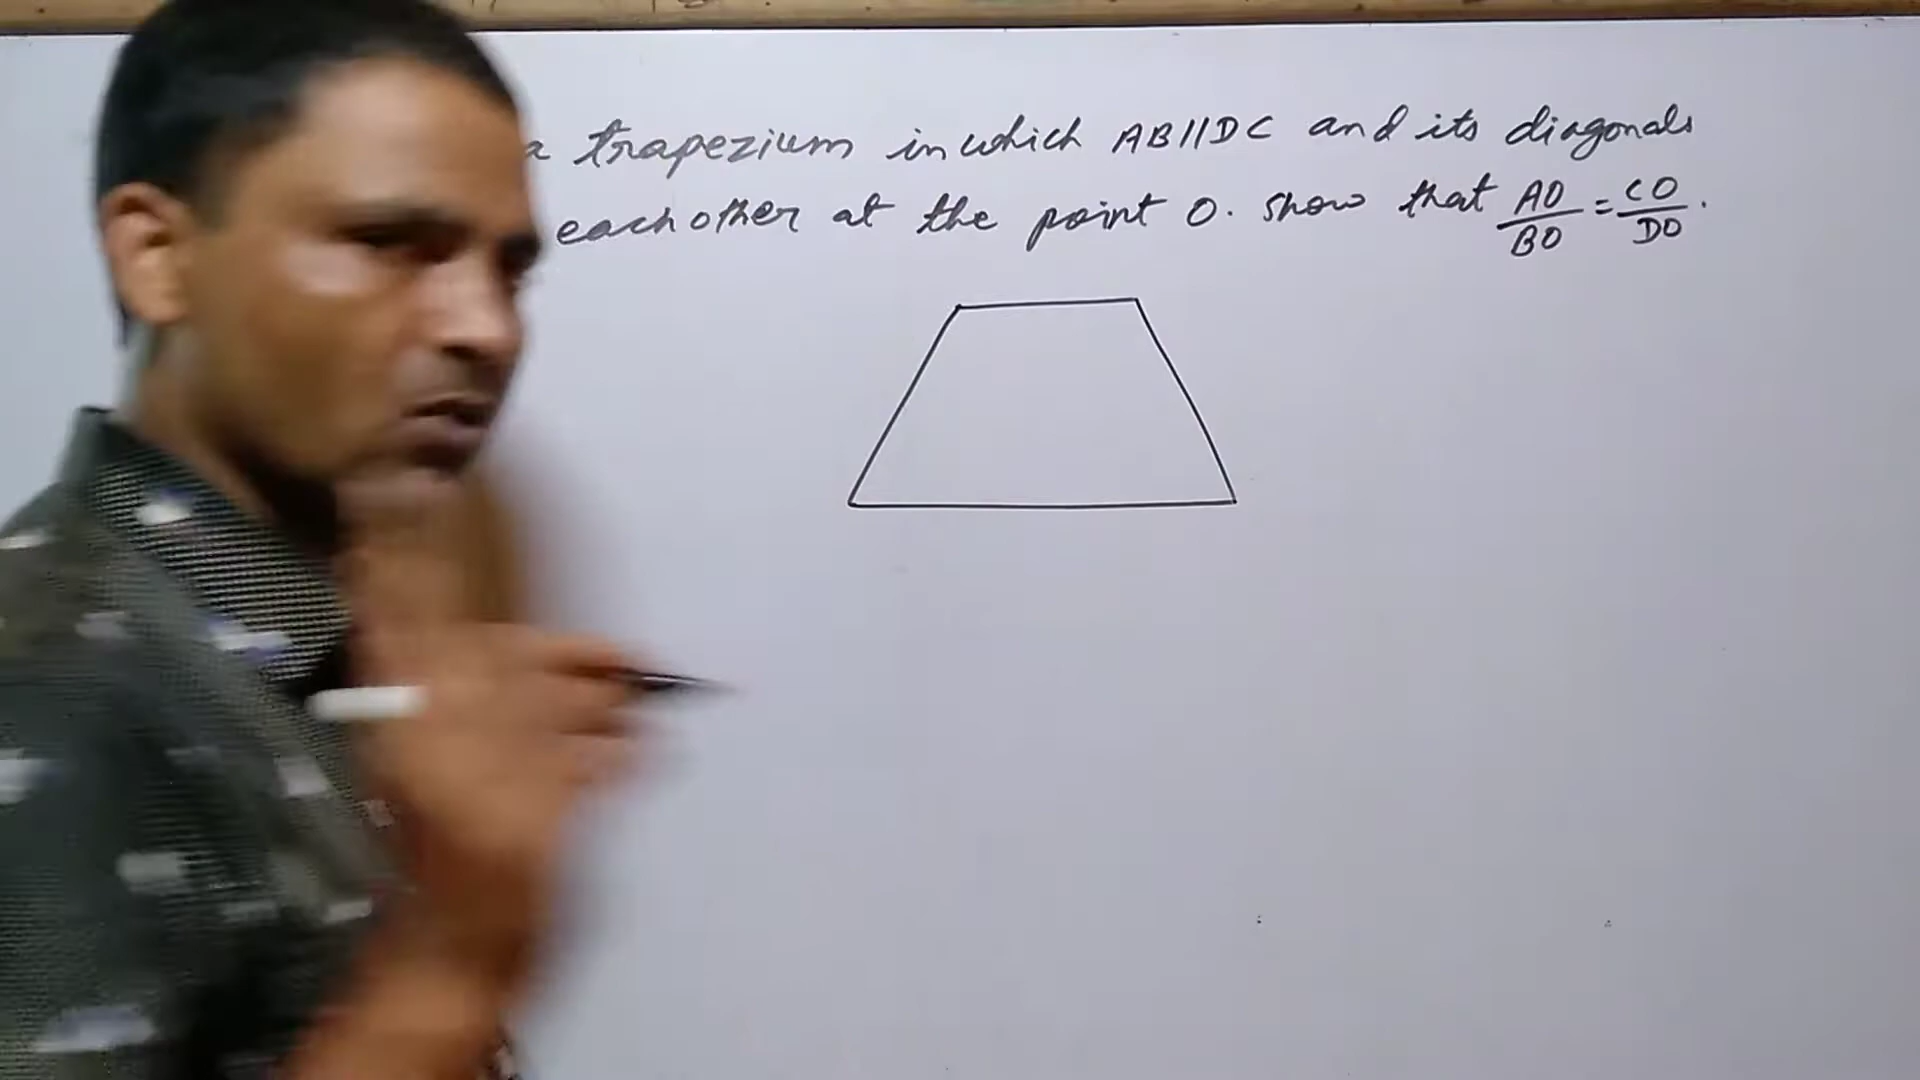 a trapezium in which AB//DC and its diagonals
each other at the point O. show that AO/BO = CO/DO.